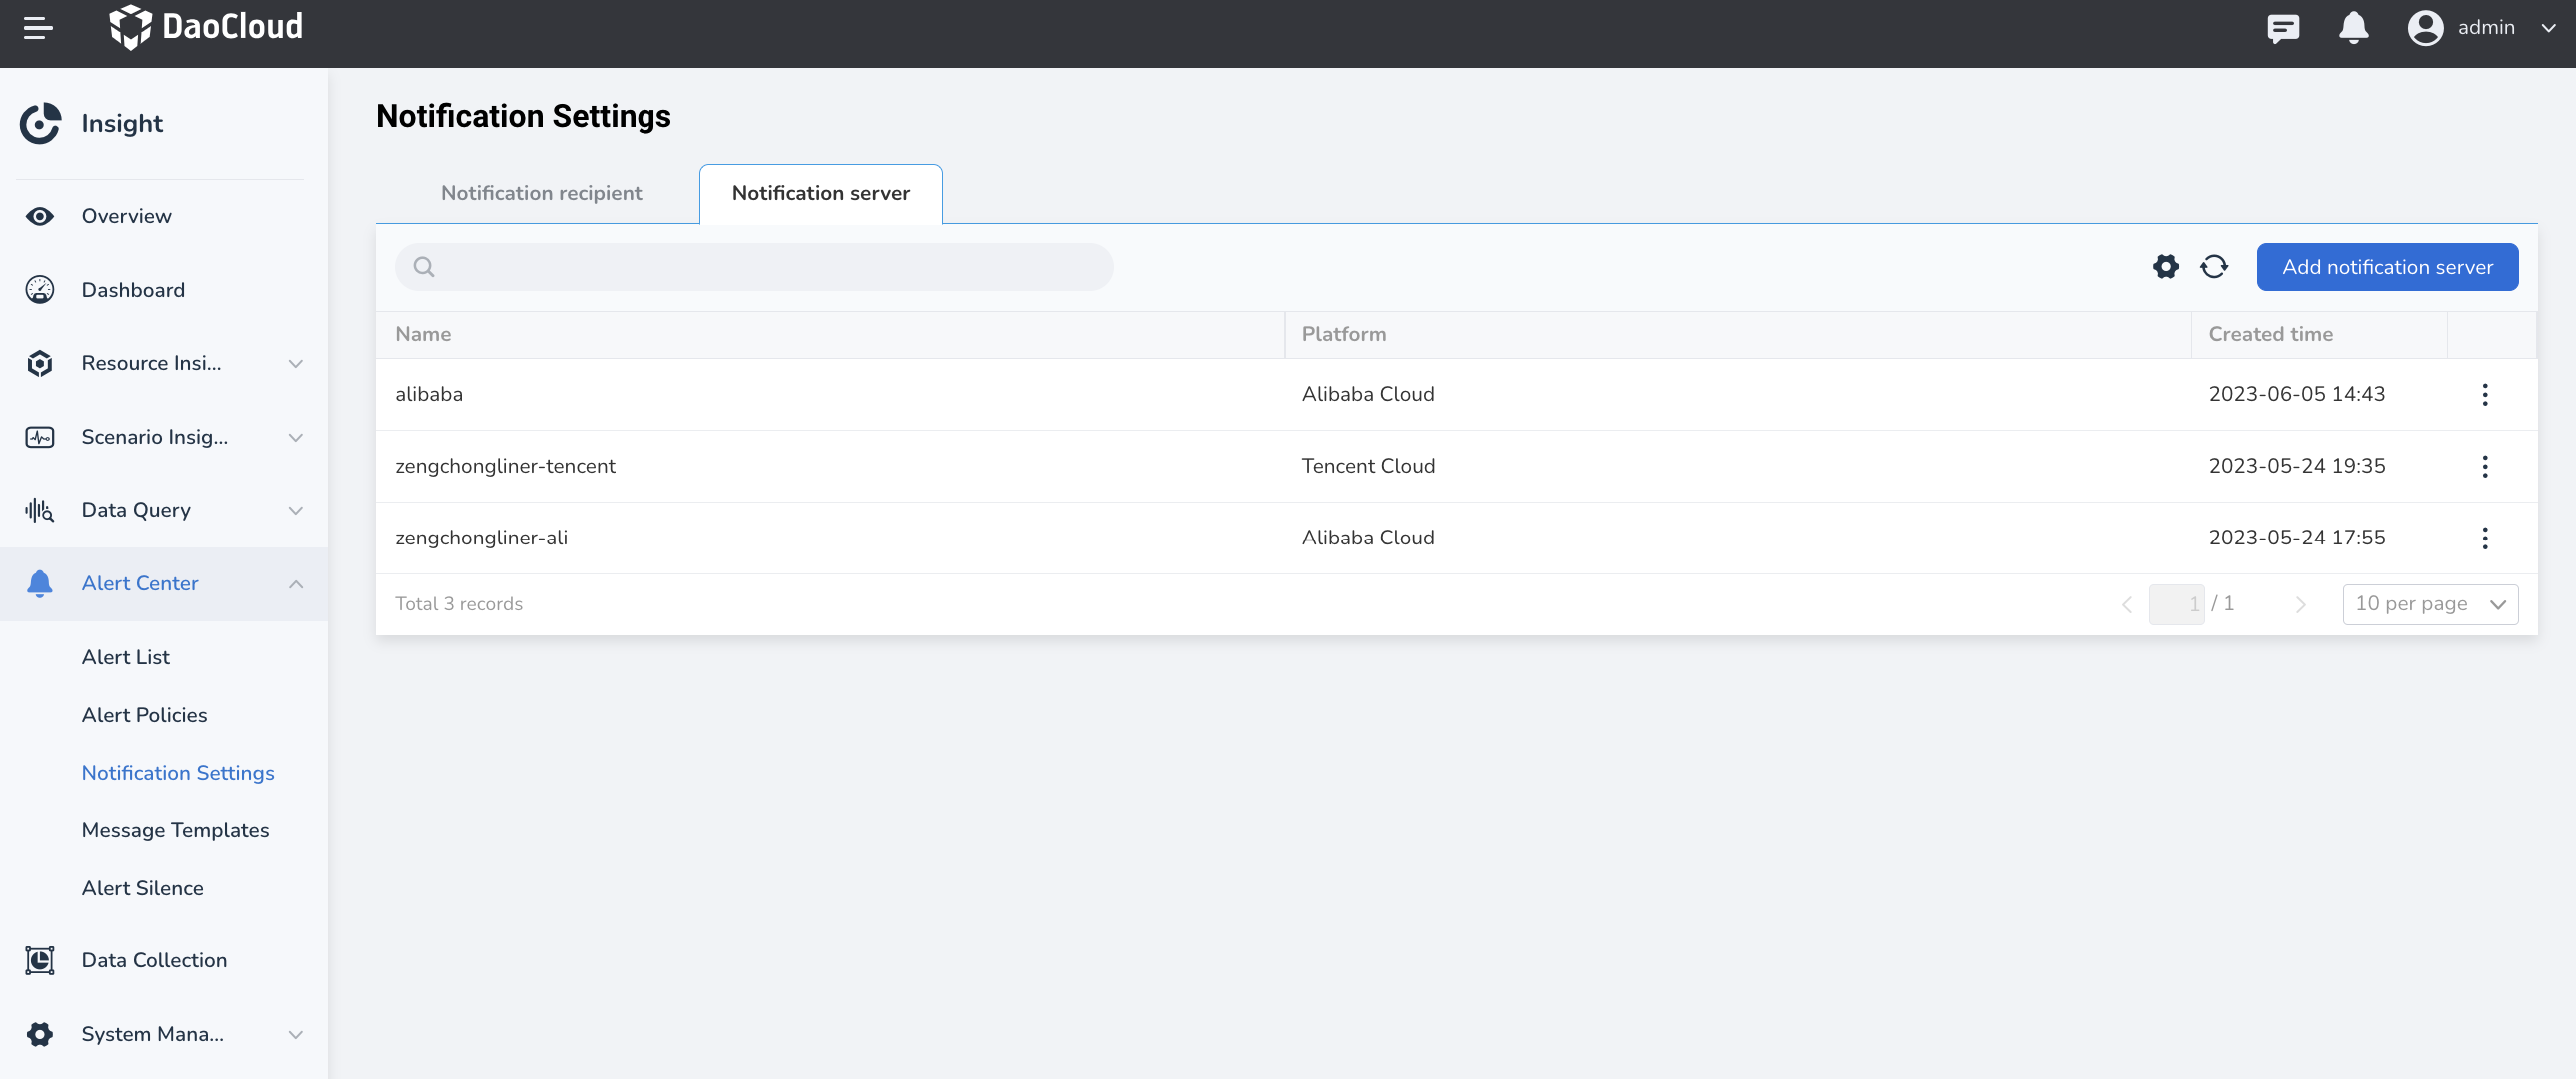 DaoCloud
admin
Insight
Overview
Dashboard
Resource Insi...
Scenario Insig...
Data Query
Alert Center
Alert List
Alert Policies
Notification Settings
Message Templates
Alert Silence
Data Collection
System Mana...
Notification Settings
Notification recipient
Notification server
Add notification server
Name Platform Created time
alibaba Alibaba Cloud 2023-06-05 14:43
zengchongliner-tencent Tencent Cloud 2023-05-24 19:35
zengchongliner-ali Alibaba Cloud 2023-05-24 17:55
Total 3 records 1 / 1 10 per page